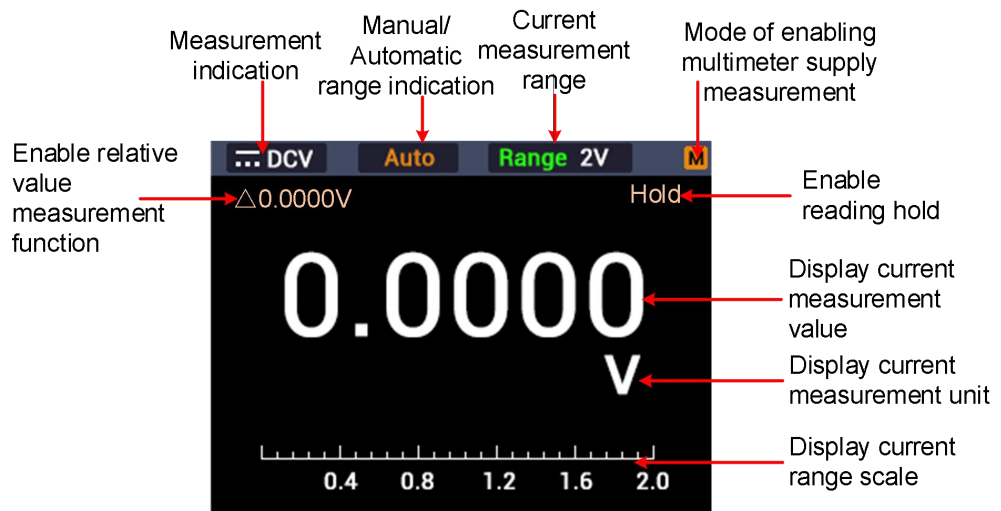 Measurement
indication
Manual/
Automatic
range indication
Current
measurement
range
Mode of enabling
multimeter supply
measurement
Enable relative
value
measurement
function
DCV
Auto
Range 2V
M
△0.0000V
Hold
Enable
reading hold
0.0000
V
Display current
measurement
value
Display current
measurement unit
0.4 0.8 1.2 1.6 2.0
Display current
range scale